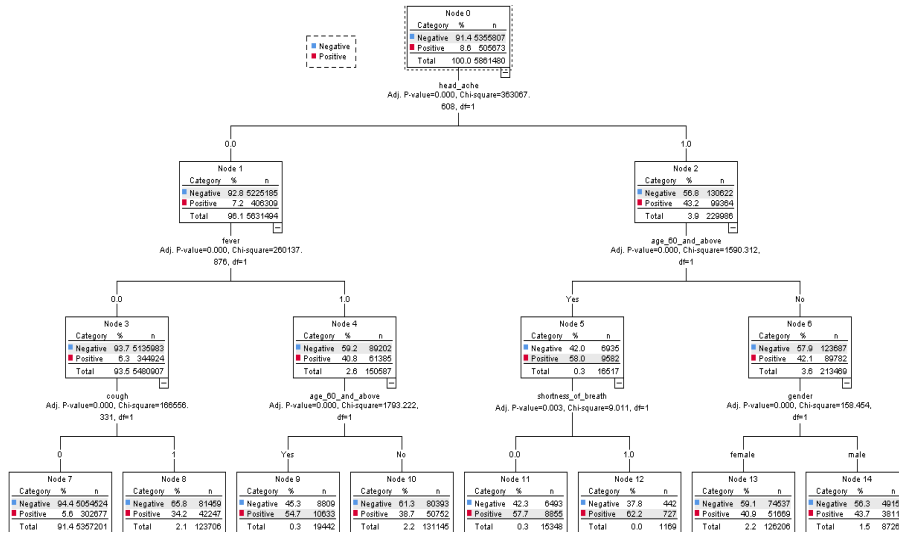 Node 0
Category % n
Negative 91.4 5355807
Positive 8.6 505673
Total 100.0 5861480
Negative
Positive
head_ache
Adj. P-value=0.000, Chi-square=363067.
608, df=1
0.0
1.0
Node 1
Category % n
Negative 92.8 5225185
Positive 7.2 406309
Total 96.1 5631494
Node 2
Category % n
Negative 56.8 130622
Positive 43.2 99364
Total 3.9 229986
fever
Adj. P-value=0.000, Chi-square=260137.
876, df=1
age_60_and_above
Adj. P-value=0.000, Chi-square=1590.312,
df=1
0.0
1.0
Yes
No
Node 3
Category % n
Negative 93.7 5135983
Positive 6.3 344924
Total 93.5 5480907
Node 4
Category % n
Negative 59.2 89202
Positive 40.8 61385
Total 2.6 150587
Node 5
Category % n
Negative 42.0 6935
Positive 58.0 9582
Total 0.3 16517
Node 6
Category % n
Negative 57.9 123687
Positive 42.1 89782
Total 3.6 213469
cough
Adj. P-value=0.000, Chi-square=166556.
331, df=1
age_60_and_above
Adj. P-value=0.000, Chi-square=1793.222,
df=1
shortness_of_breath
Adj. P-value=0.003, Chi-square=9.011, df=1
gender
Adj. P-value=0.000, Chi-square=158.454,
df=1
0
1
Yes
No
0.0
1.0
female
male
Node 7
Category % n
Negative 94.4 5054524
Positive 5.6 302677
Total 91.4 5357201
Node 8
Category % n
Negative 65.8 81459
Positive 34.2 42247
Total 2.1 123706
Node 9
Category % n
Negative 45.3 8809
Positive 54.7 10633
Total 0.3 19442
Node 10
Category % n
Negative 61.3 80393
Positive 38.7 50752
Total 2.2 131145
Node 11
Category % n
Negative 42.3 6493
Positive 57.7 8855
Total 0.3 15348
Node 12
Category % n
Negative 37.8 442
Positive 62.2 727
Total 0.0 1169
Node 13
Category % n
Negative 59.1 74537
Positive 40.9 51669
Total 2.2 126206
Node 14
Category % n
Negative 56.3 4915
Positive 43.7 3811
Total 1.5 8726